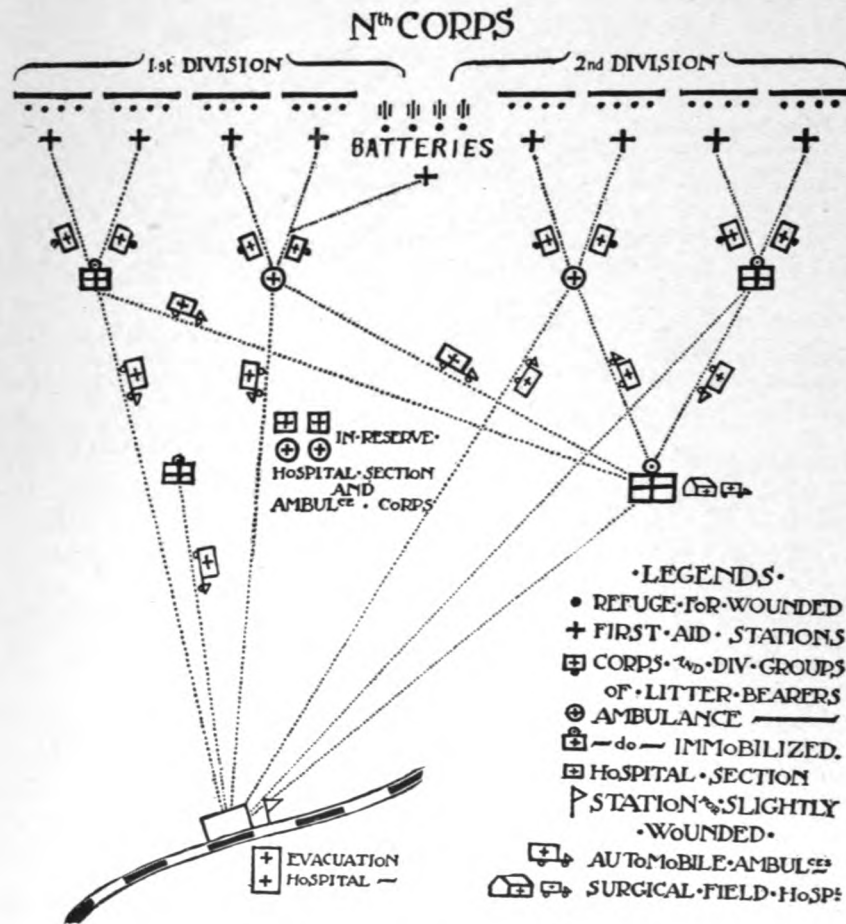 Nth CORPS
1st DIVISION
2nd DIVISION
BATTERIES
IN·RESERVE·
HOSPITAL·SECTION
AND
AMBULCE·CORPS
·LEGENDS·
REFUGE·FOR·WOUNDED
FIRST·AID·STATIONS
CORPS·AND·DIV·GROUPS
OF·LITTER·BEARERS
AMBULANCE
—do— IMMOBILIZED.
HOSPITAL·SECTION
STATION SLIGHTLY
·WOUNDED·
AUTOMOBILE·AMBULCES
SURGICAL·FIELD·HOSPL
EVACUATION
HOSPITAL —